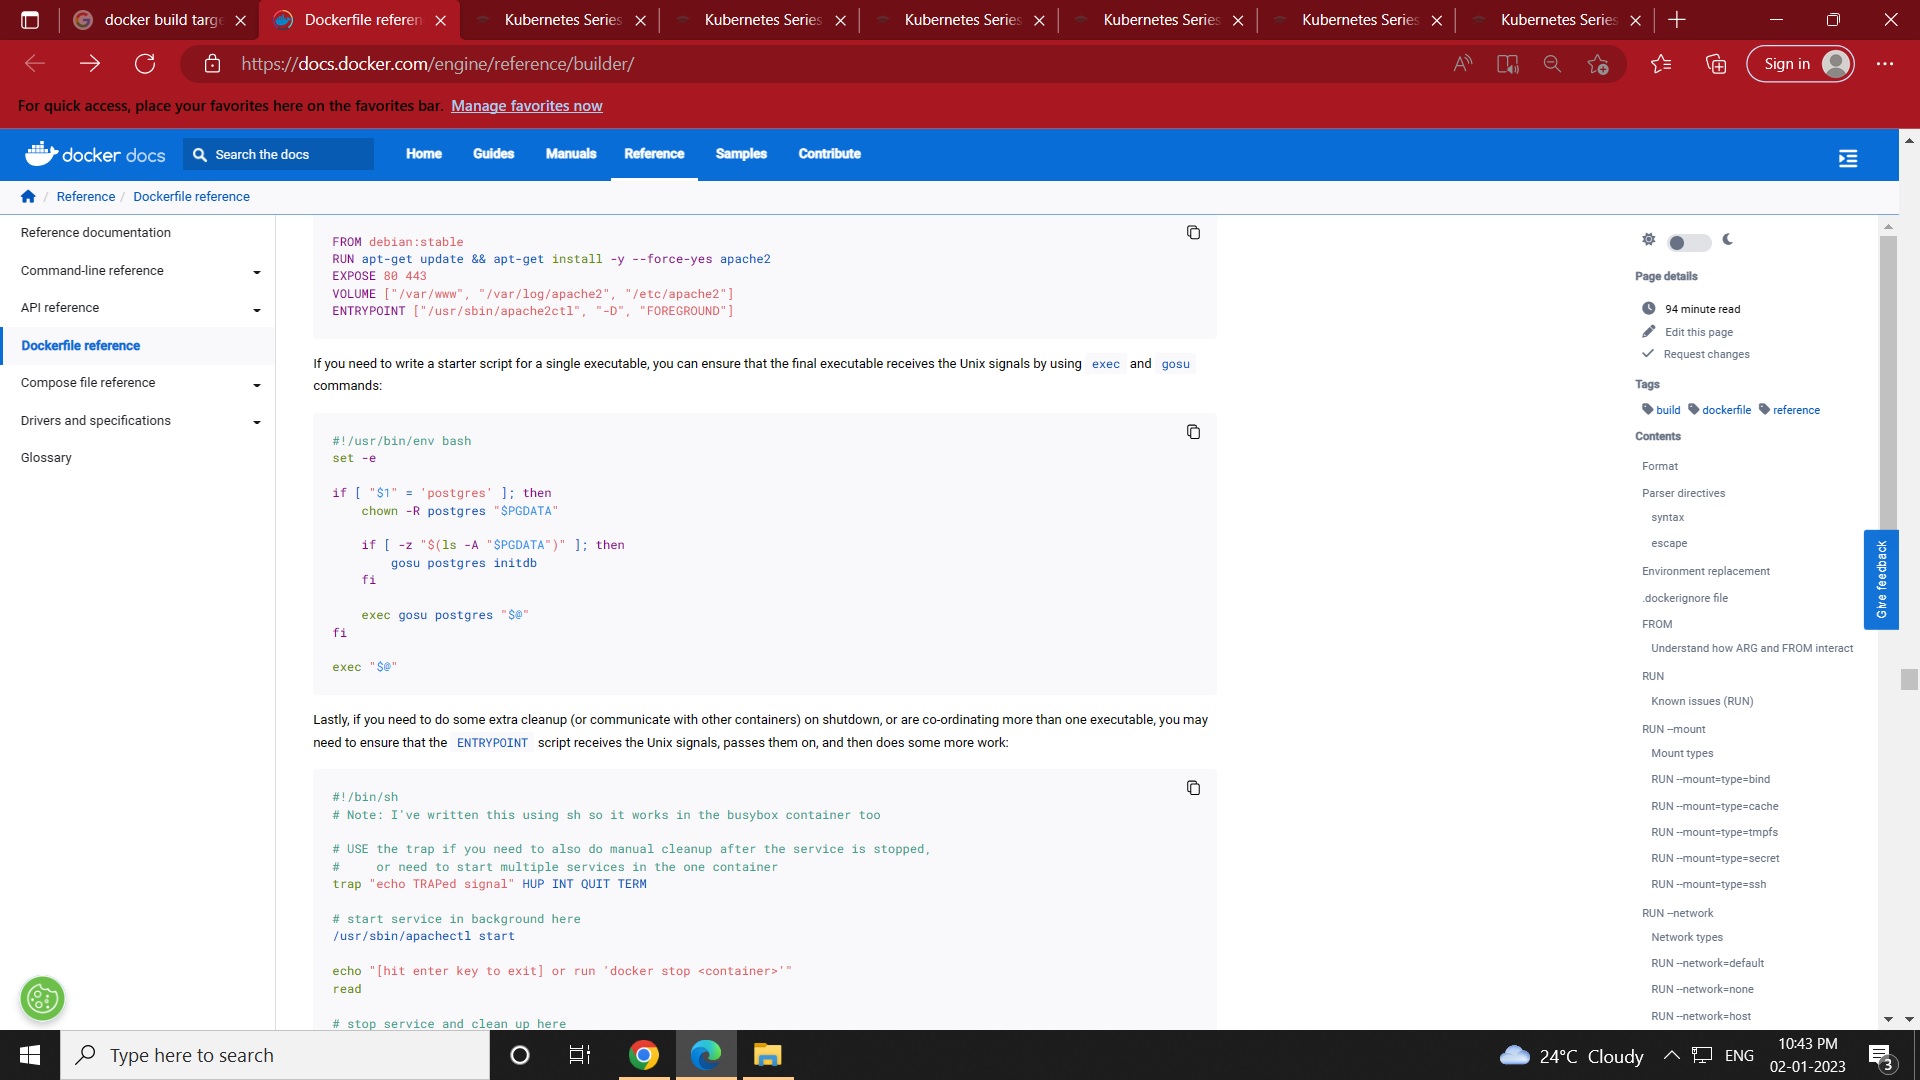 docker build targe
Dockerfile referen
Kubernetes Series
Kubernetes Series
Kubernetes Series
Kubernetes Series
Kubernetes Series
Kubernetes Series
https://docs.docker.com/engine/reference/builder/
Sign in
For quick access, place your favorites here on the favorites bar. Manage favorites now
docker docs
Search the docs
Home
Guides
Manuals
Reference
Samples
Contribute
Reference / Dockerfile reference
Reference documentation
Command-line reference
API reference
Dockerfile reference
Compose file reference
Drivers and specifications
Glossary
FROM debian:stable
RUN apt-get update && apt-get install -y --force-yes apache2
EXPOSE 80 443
VOLUME ["/var/www", "/var/log/apache2", "/etc/apache2"]
ENTRYPOINT ["/usr/sbin/apache2ctl", "-D", "FOREGROUND"]
If you need to write a starter script for a single executable, you can ensure that the final executable receives the Unix signals by using exec and gosu
commands:
#!/usr/bin/env bash
set -e
if [ "$1" = 'postgres' ]; then
    chown -R postgres "$PGDATA"
    if [ -z "$(ls -A "$PGDATA")" ]; then
        gosu postgres initdb
    fi
    exec gosu postgres "$@"
fi
exec "$@"
Lastly, if you need to do some extra cleanup (or communicate with other containers) on shutdown, or are co-ordinating more than one executable, you may
need to ensure that the ENTRYPOINT script receives the Unix signals, passes them on, and then does some more work:
#!/bin/sh
# Note: I've written this using sh so it works in the busybox container too
# USE the trap if you need to also do manual cleanup after the service is stopped,
#     or need to start multiple services in the one container
trap "echo TRAPed signal" HUP INT QUIT TERM
# start service in background here
/usr/sbin/apachectl start
echo "[hit enter key to exit] or run 'docker stop <container>'"
read
# stop service and clean up here
Page details
94 minute read
Edit this page
Request changes
Tags
build dockerfile reference
Contents
Format
Parser directives
syntax
escape
Environment replacement
.dockerignore file
FROM
Understand how ARG and FROM interact
RUN
Known issues (RUN)
RUN --mount
Mount types
RUN --mount=type=bind
RUN --mount=type=cache
RUN --mount=type=tmpfs
RUN --mount=type=secret
RUN --mount=type=ssh
RUN --network
Network types
RUN --network=default
RUN --network=none
RUN --network=host
Give feedback
Type here to search
24°C Cloudy
ENG
10:43 PM
02-01-2023
3